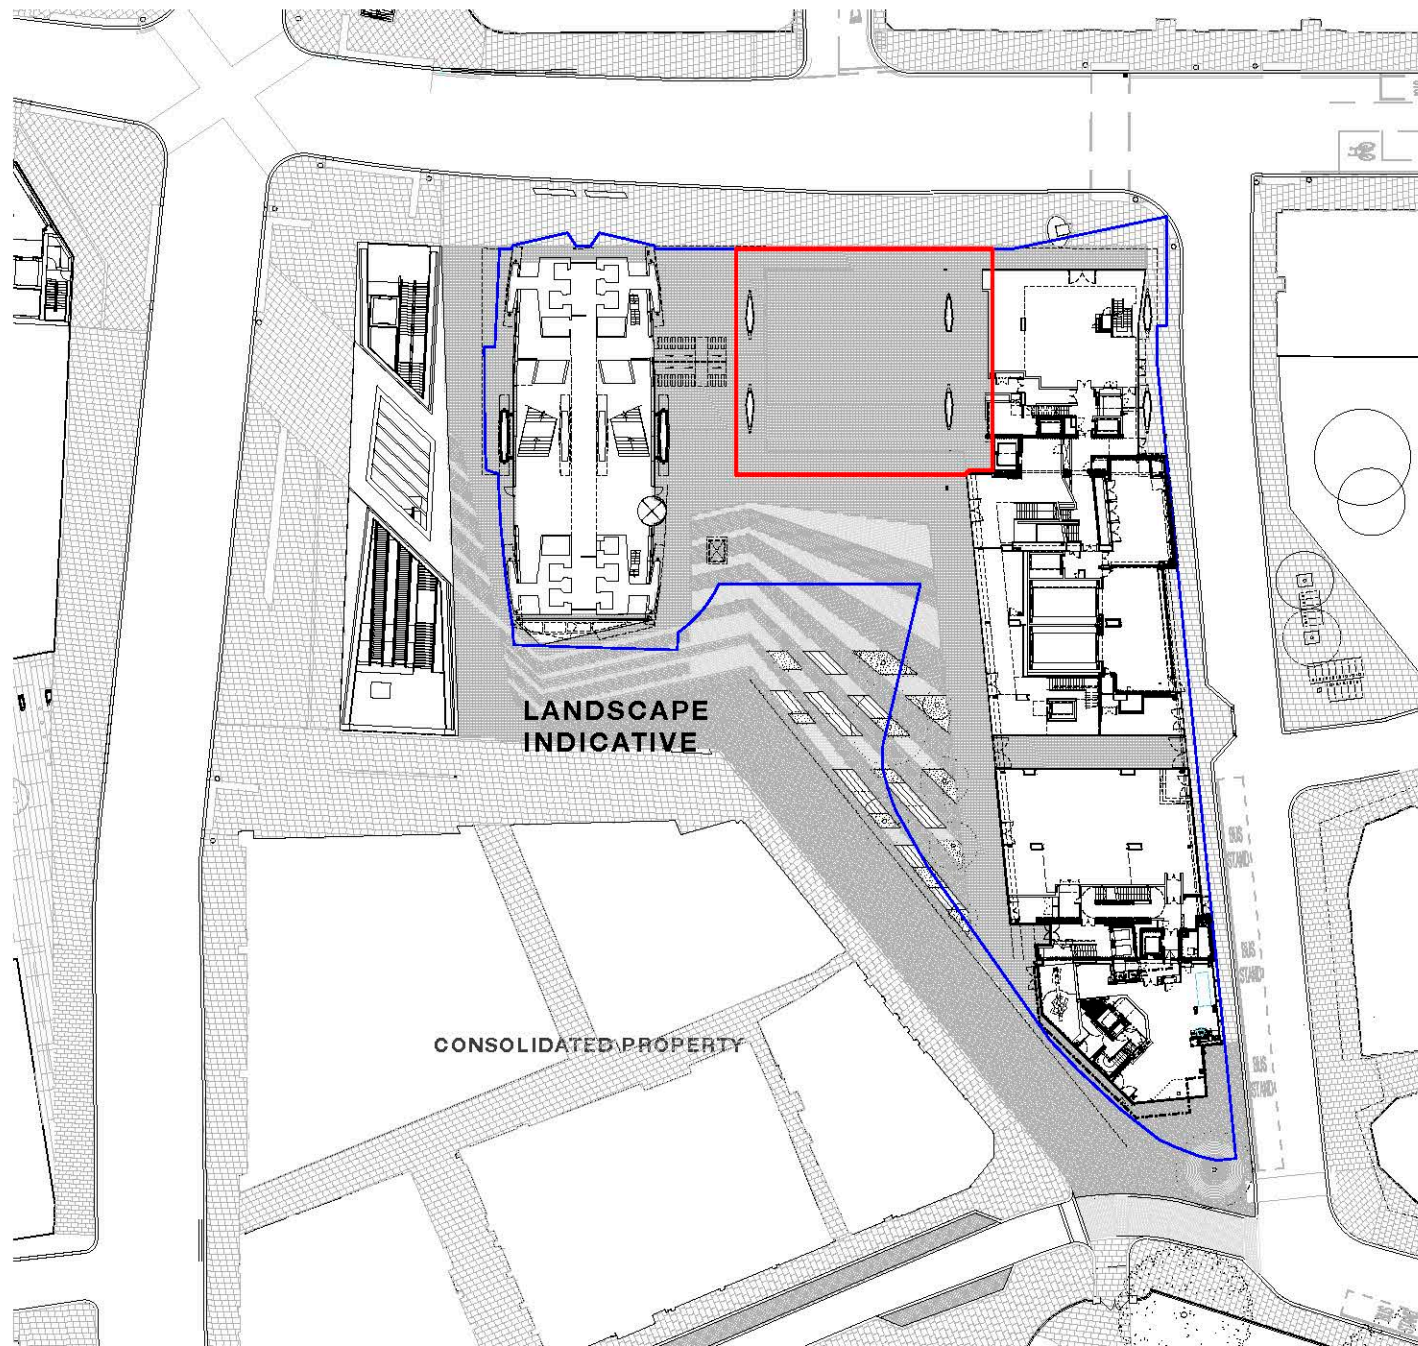 LANDSCAPE
INDICATIVE
CONSOLIDATED PROPERTY
BUS
STAND
BUS
STAND
BUS
STAND